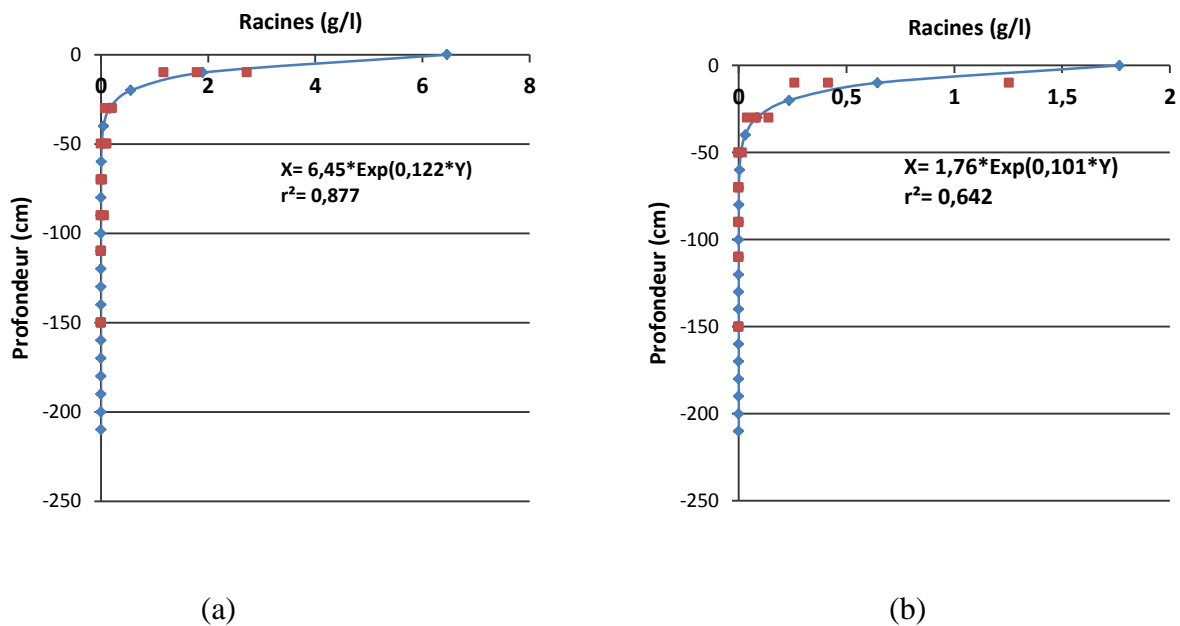 Racines (g/l)
0
0
2
4
6
8
-50
-100
-150
-200
-250
Profondeur (cm)
X= 6,45*Exp(0,122*Y)
r²= 0,877
(a)
Racines (g/l)
0
0
0,5
1
1,5
2
-50
-100
-150
-200
-250
Profondeur (cm)
X= 1,76*Exp(0,101*Y)
r²= 0,642
(b)